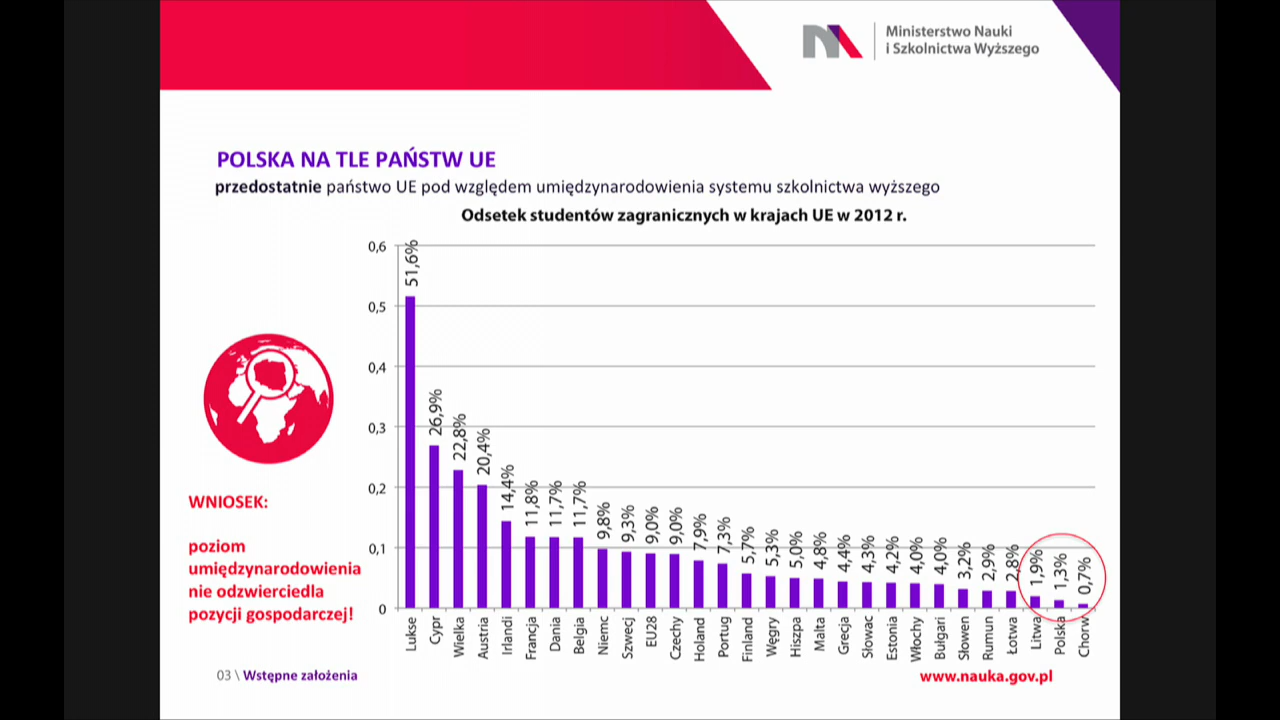 Ministerstwo Nauki
i Szkolnictwa Wyższego
POLSKA NA TLE PAŃSTW UE
przedostatnie państwo UE pod względem umiędzynarodowienia systemu szkolnictwa wyższego
Odsetek studentów zagranicznych w krajach UE w 2012 r.
0,6
0,5
0,4
0,3
0,2
0,1
0
51,6%
26,9%
22,8%
20,4%
14,4%
11,8%
11,7%
11,7%
9,8%
9,3%
9,0%
9,0%
7,9%
7,3%
5,7%
5,3%
5,0%
4,8%
4,4%
4,3%
4,2%
4,0%
4,0%
3,2%
2,9%
2,8%
1,9%
1,3%
0,7%
Lukse
Cypr
Wielka
Austria
Irlandi
Francja
Dania
Belgia
Niemc
Szwecj
EU28
Czechy
Holand
Portug
Finland
Węgry
Hiszpa
Malta
Grecja
Słowac
Estonia
Włochy
Bułgari
Słowen
Rumun
Łotwa
Litwa
Polska
Chorw
WNIOSEK:
poziom
umiędzynarodowienia
nie odzwierciedla
pozycji gospodarczej!
03 \ Wstępne założenia
www.nauka.gov.pl